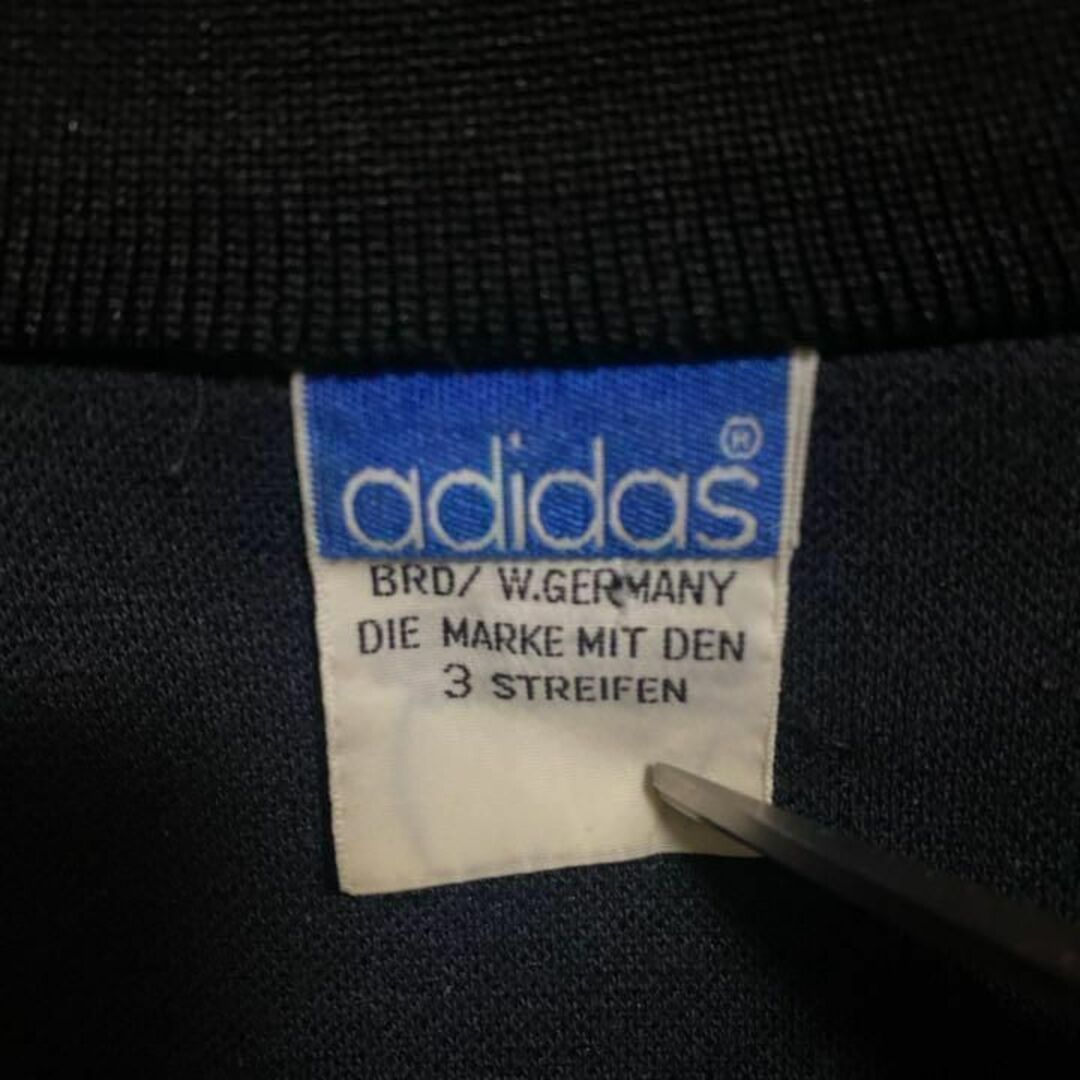 adidas®
BRD/ W.GERMANY
DIE MARKE MIT DEN
3 STREIFEN